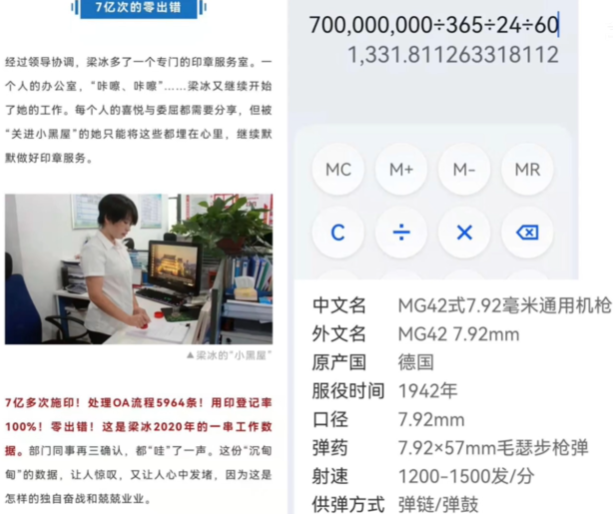 7亿次的零出错
经过领导协调，梁冰多了一个专门的印章服务室。一
个人的办公室，“咔嚓、咔嚓”……梁冰又继续开始
了她的工作。每个人的喜悦与委屈都需要分享，但被
“关进小黑屋”的她只能将这些都埋在心里，继续默
默做好印章服务。
▲梁冰的“小黑屋”
7亿多次施印！处理OA流程5964条！用印登记率
100%！零出错！这是梁冰2020年的一串工作数
据。部门同事再三确认，都“哇”了一声。这份“沉甸
甸”的数据，让人惊叹，又让人心中发堵，因为这是
怎样的独自奋战和兢兢业业。
700,000,000÷365÷24÷60
1,331.811263318112
MC M+ M- MR
C ÷ × ⌫
中文名 MG42式7.92毫米通用机枪
外文名 MG42 7.92mm
原产国 德国
服役时间 1942年
口径 7.92mm
弹药 7.92×57mm毛瑟步枪弹
射速 1200-1500发/分
供弹方式 弹链/弹鼓